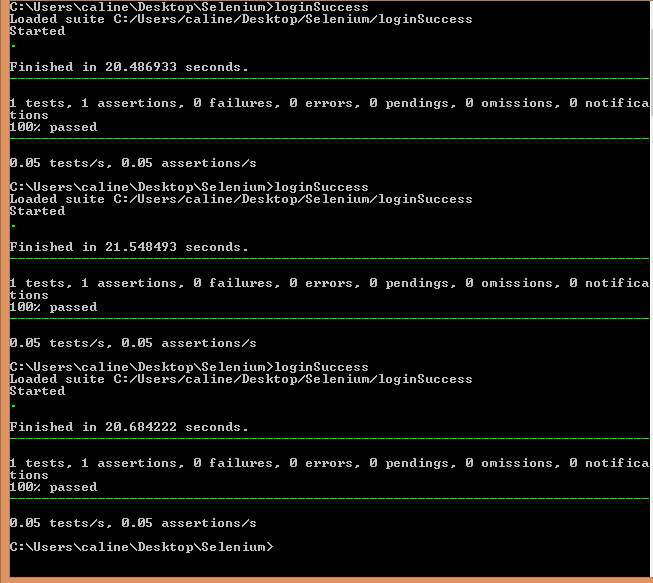 C:\Users\caline\Desktop\Selenium>loginSuccess
Loaded suite C:/Users/caline/Desktop/Selenium/loginSuccess
Started
.
Finished in 20.486933 seconds.
1 tests, 1 assertions, 0 failures, 0 errors, 0 pendings, 0 omissions, 0 notifica
tions
100% passed
0.05 tests/s, 0.05 assertions/s
C:\Users\caline\Desktop\Selenium>loginSuccess
Loaded suite C:/Users/caline/Desktop/Selenium/loginSuccess
Started
.
Finished in 21.548493 seconds.
1 tests, 1 assertions, 0 failures, 0 errors, 0 pendings, 0 omissions, 0 notifica
tions
100% passed
0.05 tests/s, 0.05 assertions/s
C:\Users\caline\Desktop\Selenium>loginSuccess
Loaded suite C:/Users/caline/Desktop/Selenium/loginSuccess
Started
.
Finished in 20.684222 seconds.
1 tests, 1 assertions, 0 failures, 0 errors, 0 pendings, 0 omissions, 0 notifica
tions
100% passed
0.05 tests/s, 0.05 assertions/s
C:\Users\caline\Desktop\Selenium>